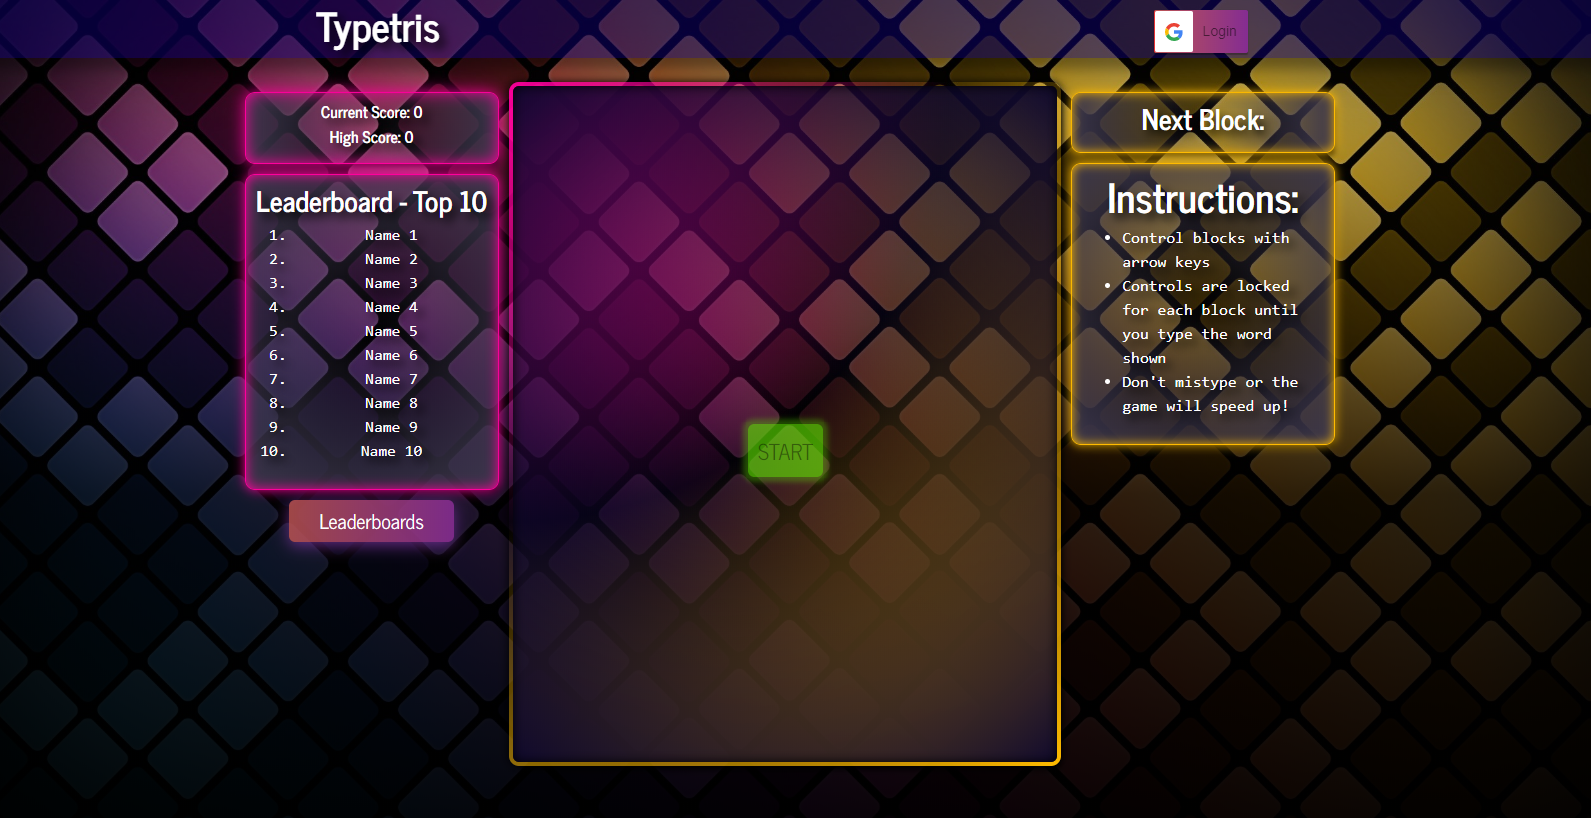 Typetris
Login
Current Score: 0
High Score: 0
Leaderboard - Top 10
1. Name 1
2. Name 2
3. Name 3
4. Name 4
5. Name 5
6. Name 6
7. Name 7
8. Name 8
9. Name 9
10. Name 10
Leaderboards
START
Next Block:
Instructions:
• Control blocks with
arrow keys
• Controls are locked
for each block until
you type the word
shown
• Don't mistype or the
game will speed up!